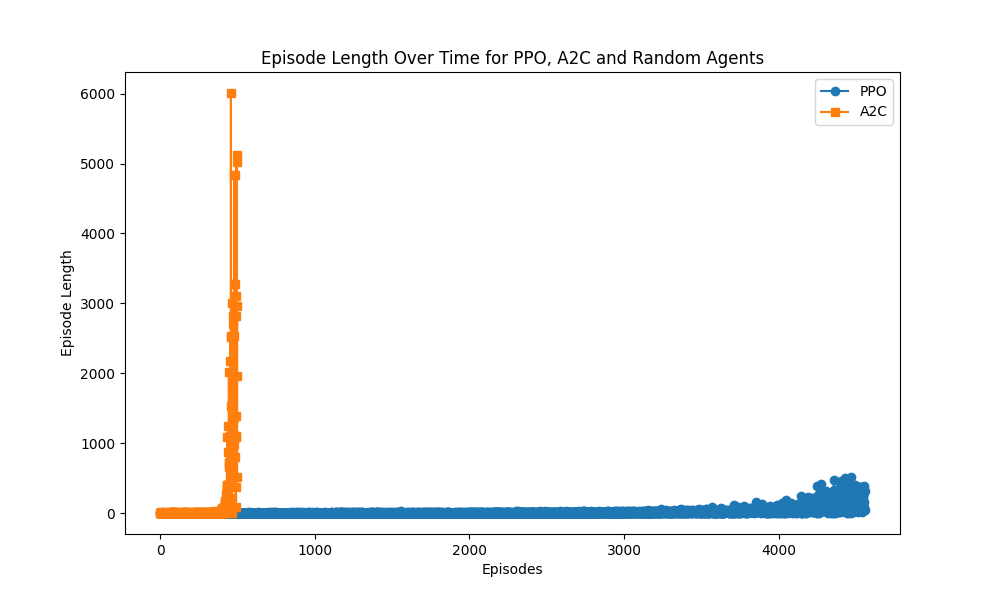 Episode Length Over Time for PPO, A2C and Random Agents
PPO
A2C
6000
5000
4000
3000
2000
1000
0
Episode Length
0 1000 2000 3000 4000
Episodes